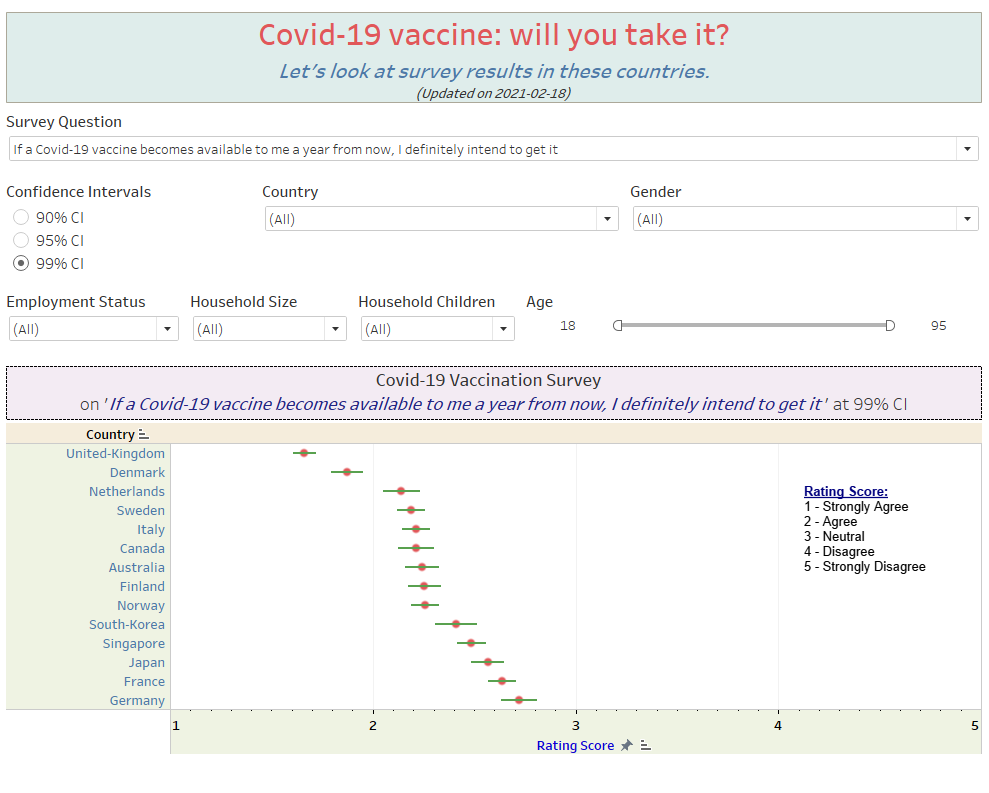 Covid-19 vaccine: will you take it?
Let's look at survey results in these countries.
(Updated on 2021-02-18)
Survey Question
If a Covid-19 vaccine becomes available to me a year from now, I definitely intend to get it
Confidence Intervals
Country
Gender
90% CI
(All)
(All)
95% CI
99% CI
Employment Status
Household Size
Household Children
Age
(All)
(All)
(All)
18
95
Covid-19 Vaccination Survey
on 'If a Covid-19 vaccine becomes available to me a year from now, I definitely intend to get it' at 99% CI
Country
United-Kingdom
Denmark
Netherlands
Sweden
Italy
Canada
Australia
Finland
Norway
South-Korea
Singapore
Japan
France
Germany
Rating Score:
1 - Strongly Agree
2 - Agree
3 - Neutral
4 - Disagree
5 - Strongly Disagree
1
2
3
4
5
Rating Score